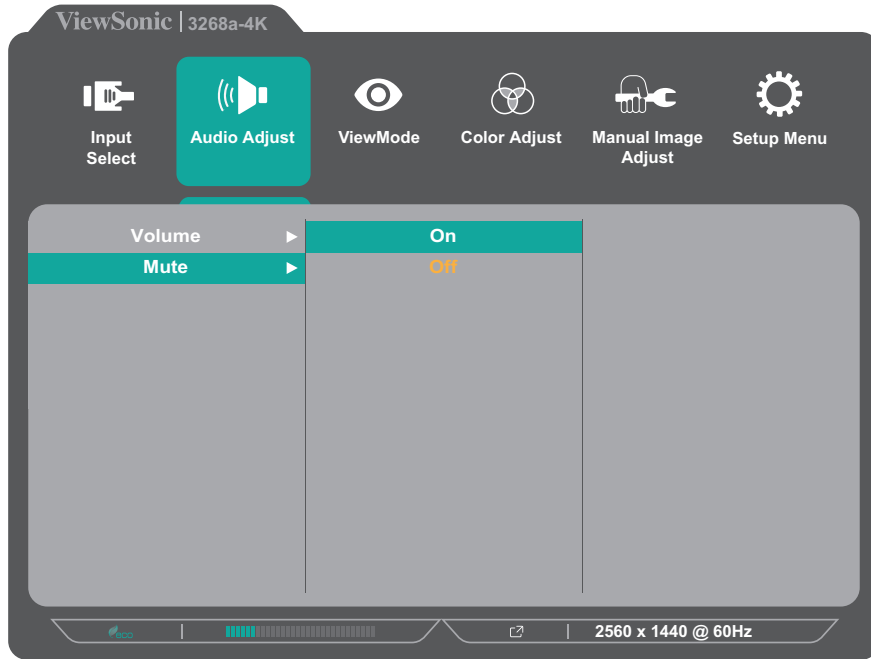 ViewSonic | 3268a-4K
Input Select
Audio Adjust
ViewMode
Color Adjust
Manual Image Adjust
Setup Menu
Volume
On
Mute
Off
eco
2560 x 1440 @ 60Hz